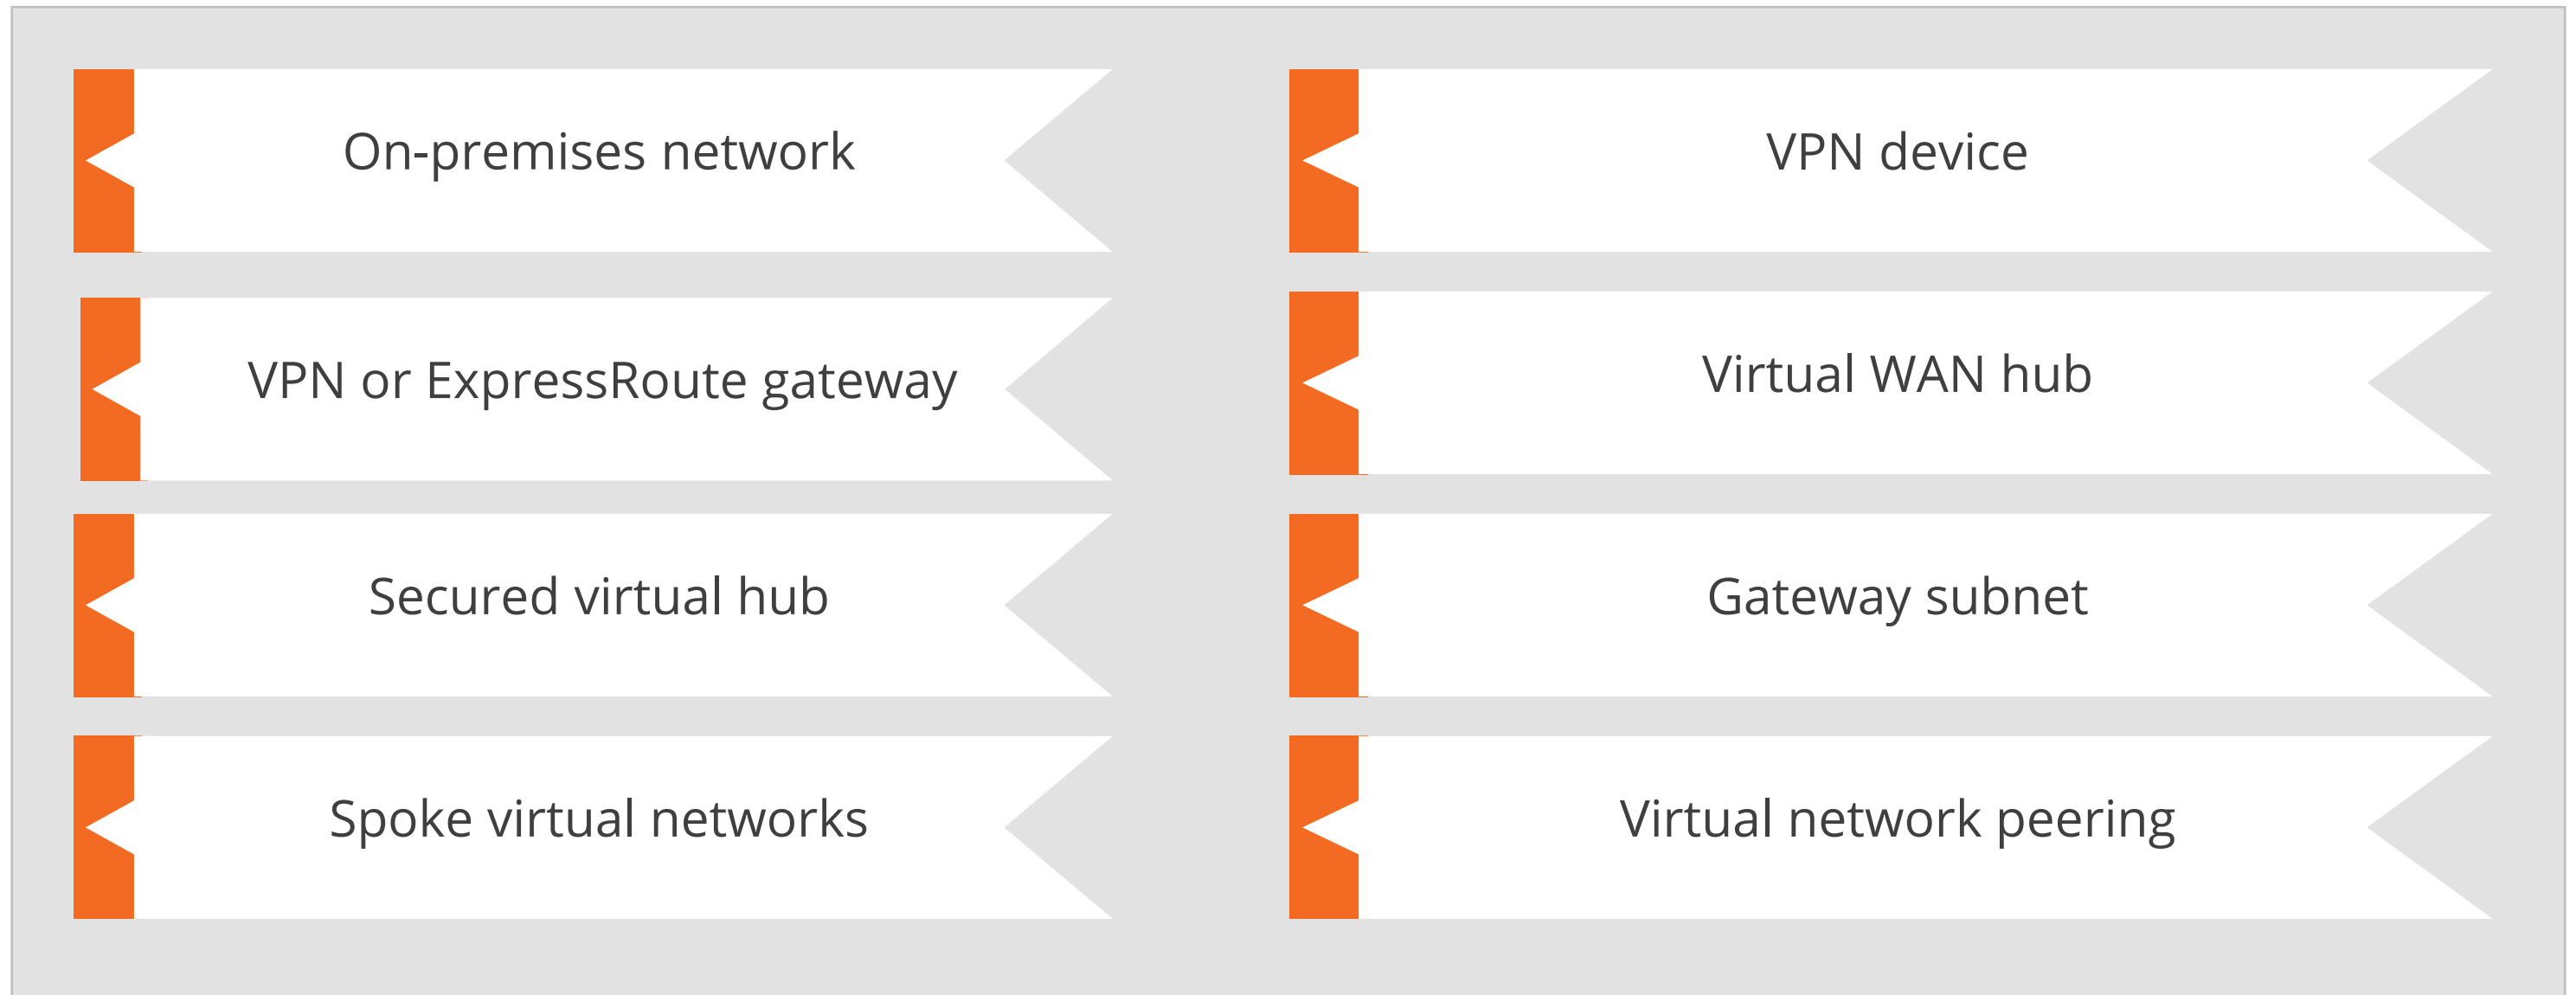 On-premises network
VPN device
VPN or ExpressRoute gateway
Virtual WAN hub
Secured virtual hub
Gateway subnet
Spoke virtual networks
Virtual network peering